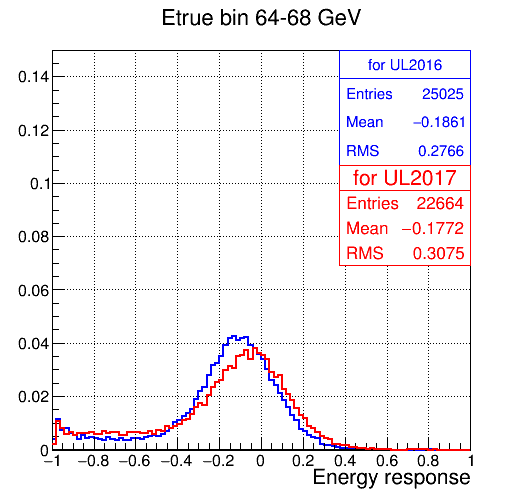 Etrue bin 64-68 GeV
for UL2016
Entries 25025
Mean −0.1861
RMS 0.2766
for UL2017
Entries 22664
Mean −0.1772
RMS 0.3075
0.14
0.12
0.1
0.08
0.06
0.04
0.02
0
−1 −0.8 −0.6 −0.4 −0.2 0 0.2 0.4 0.6 0.8 1
Energy response